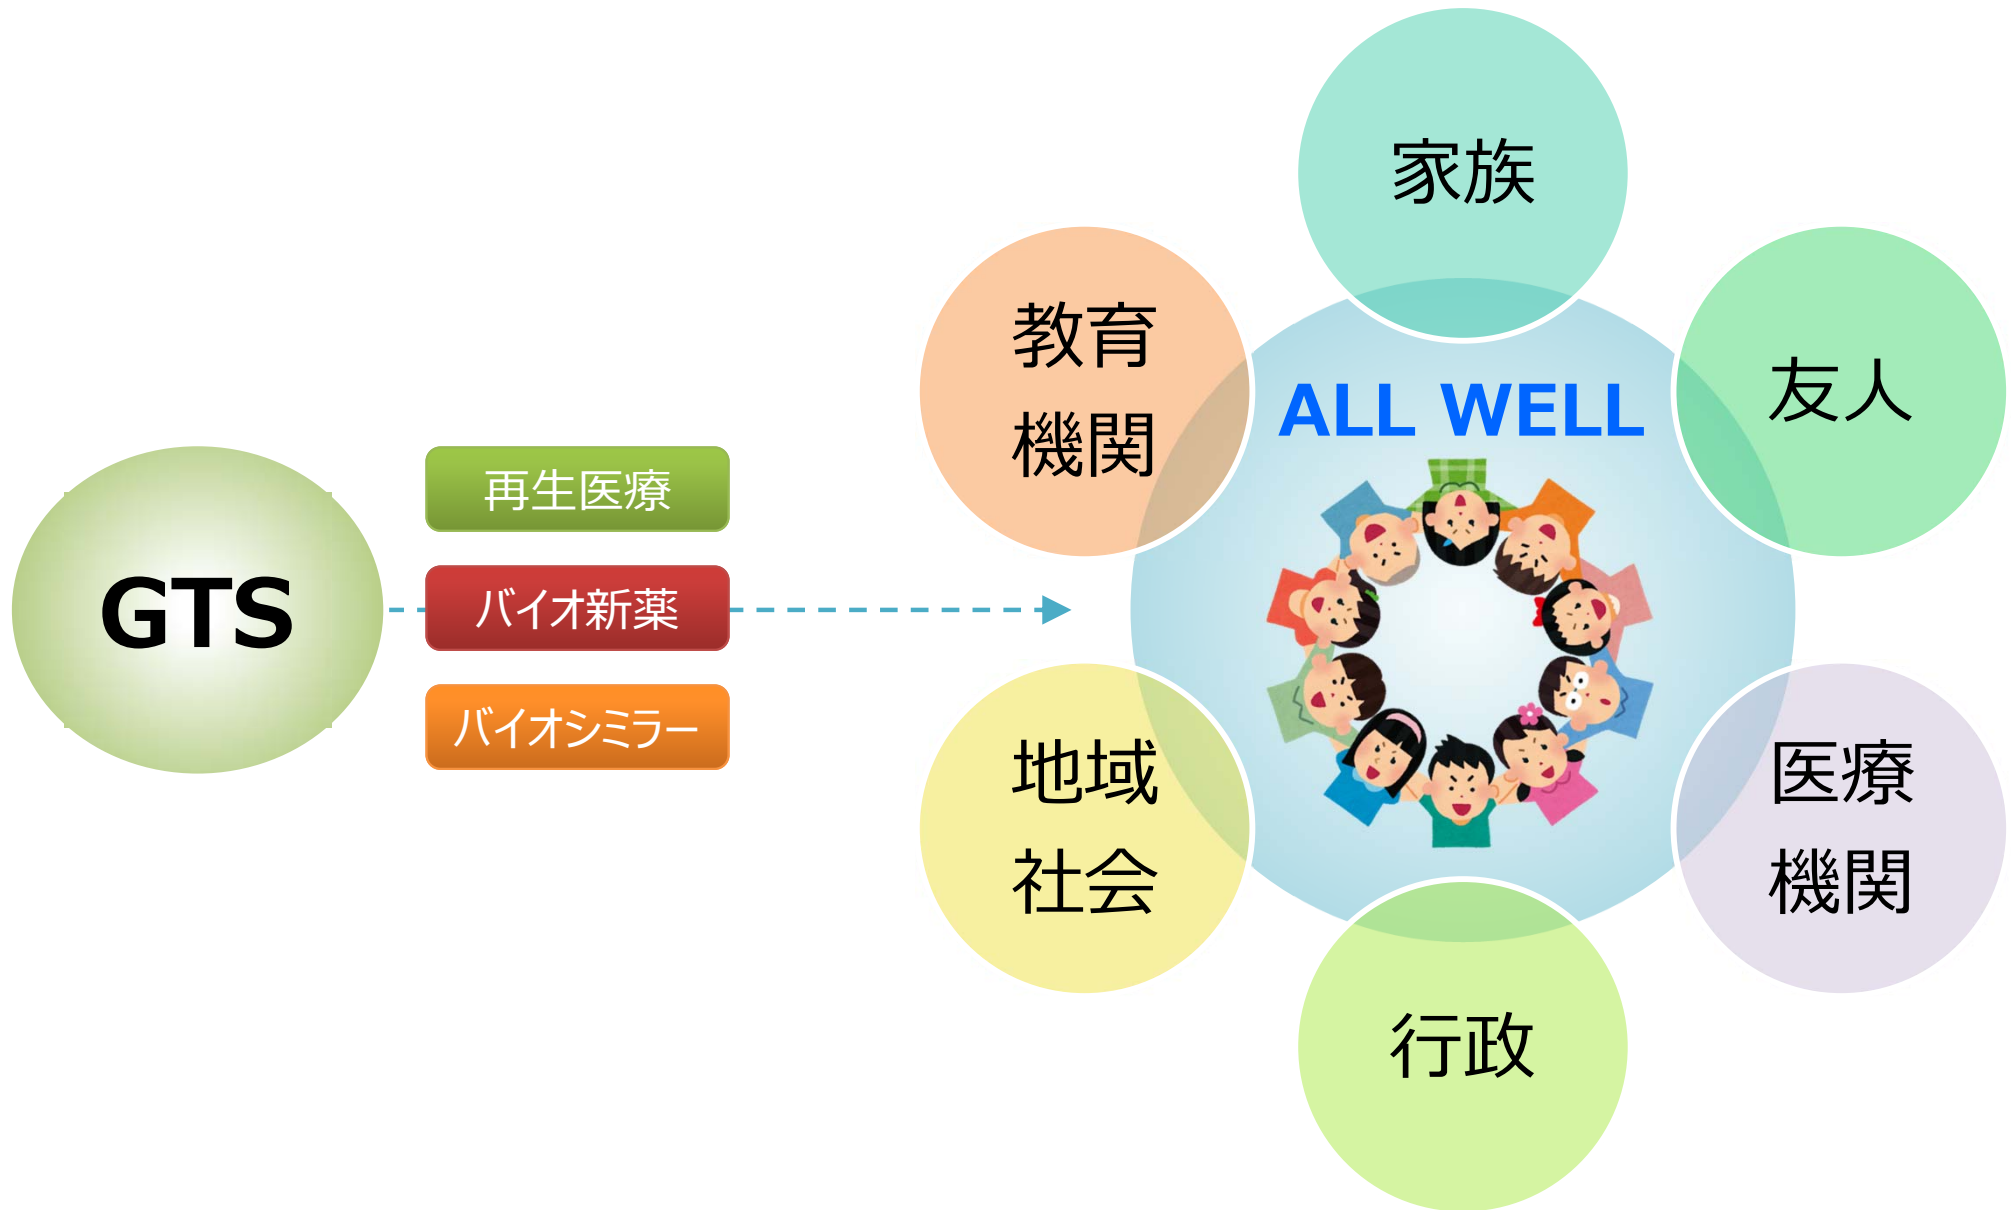 GTS
再生医療
バイオ新薬
バイオシミラー
ALL WELL
家族
友人
医療
機関
行政
地域
社会
教育
機関